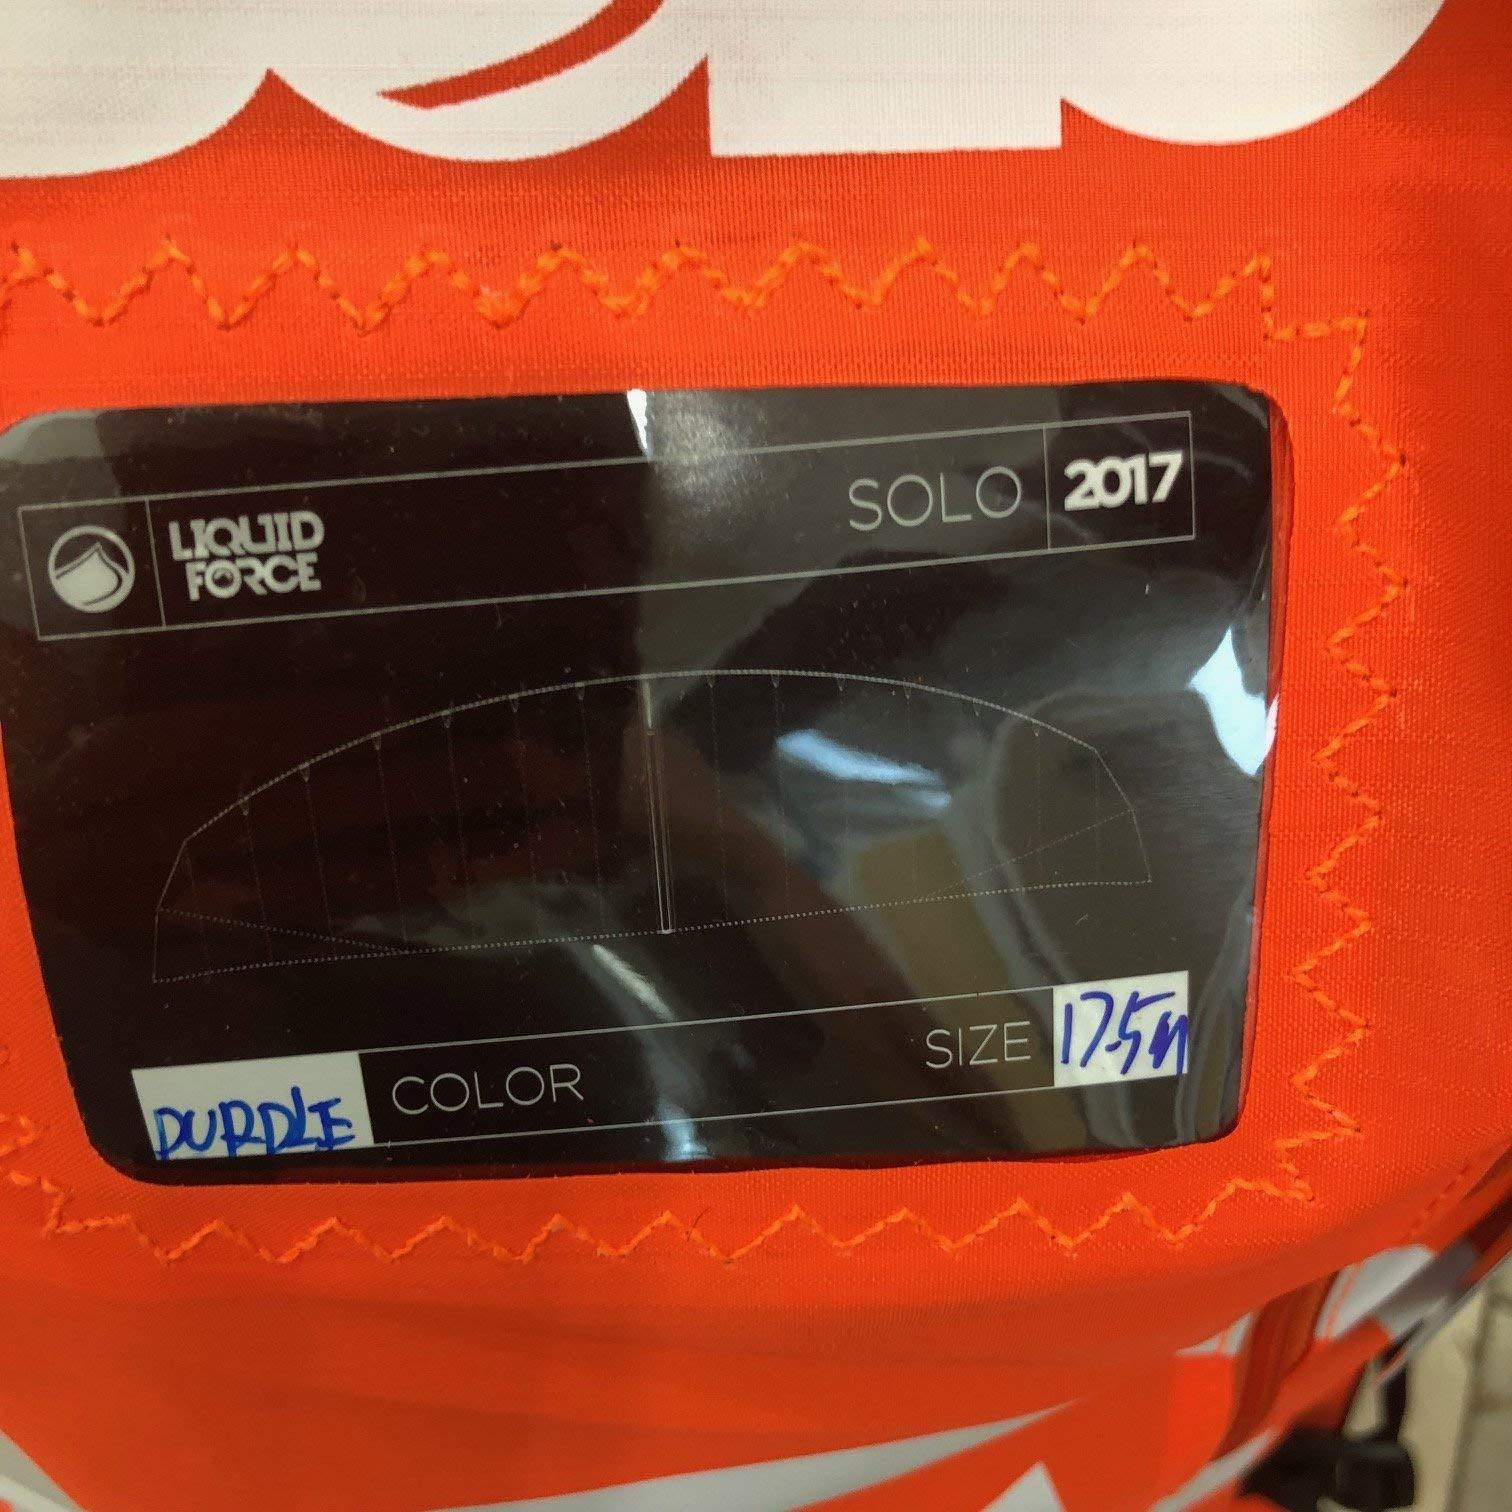 LIQUID
FORCE
SOLO 2017
PURPLE COLOR
SIZE 17.5m